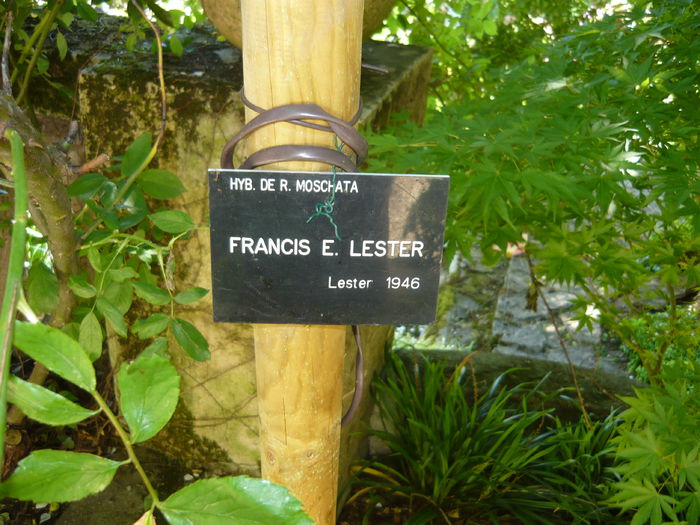 HYB. DE R. MOSCHATA
FRANCIS E. LESTER
Lester 1946